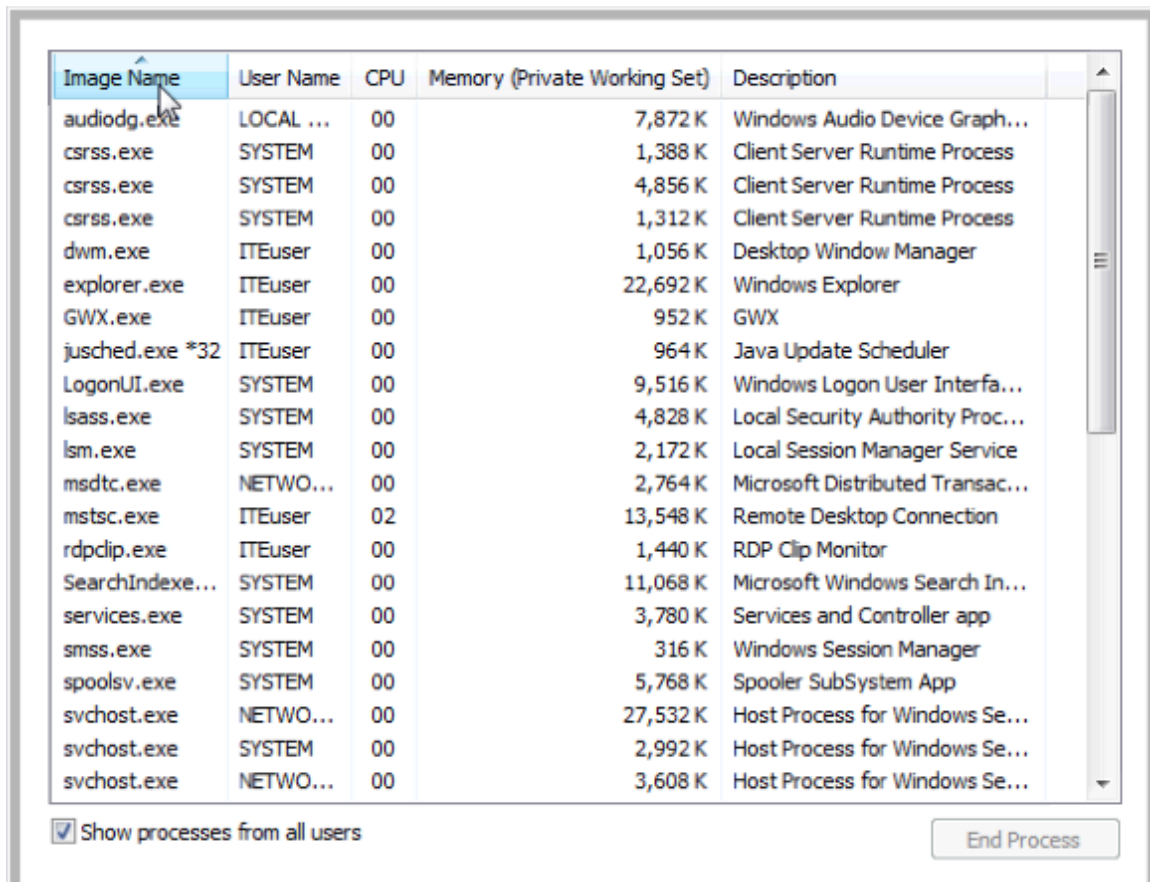 Image Name User Name CPU Memory (Private Working Set) Description
audiodg.exe LOCAL ... 00 7,872 K Windows Audio Device Graph...
csrss.exe SYSTEM 00 1,388 K Client Server Runtime Process
csrss.exe SYSTEM 00 4,856 K Client Server Runtime Process
csrss.exe SYSTEM 00 1,312 K Client Server Runtime Process
dwm.exe ITEuser 00 1,056 K Desktop Window Manager
explorer.exe ITEuser 00 22,692 K Windows Explorer
GWX.exe ITEuser 00 952 K GWX
jusched.exe *32 ITEuser 00 964 K Java Update Scheduler
LogonUI.exe SYSTEM 00 9,516 K Windows Logon User Interfa...
lsass.exe SYSTEM 00 4,828 K Local Security Authority Proc...
lsm.exe SYSTEM 00 2,172 K Local Session Manager Service
msdtc.exe NETWO... 00 2,764 K Microsoft Distributed Transac...
mstsc.exe ITEuser 02 13,548 K Remote Desktop Connection
rdpclip.exe ITEuser 00 1,440 K RDP Clip Monitor
SearchIndexe... SYSTEM 00 11,068 K Microsoft Windows Search In...
services.exe SYSTEM 00 3,780 K Services and Controller app
smss.exe SYSTEM 00 316 K Windows Session Manager
spoolsv.exe SYSTEM 00 5,768 K Spooler SubSystem App
svchost.exe NETWO... 00 27,532 K Host Process for Windows Se...
svchost.exe SYSTEM 00 2,992 K Host Process for Windows Se...
svchost.exe NETWO... 00 3,608 K Host Process for Windows Se...
Show processes from all users
End Process